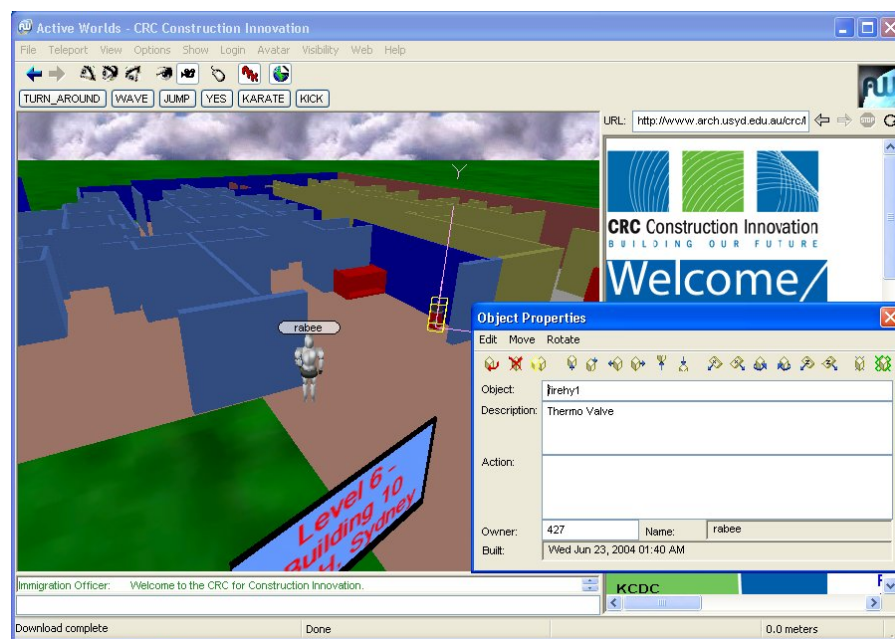 Active Worlds - CRC Construction Innovation
File Teleport View Options Show Login Avatar Visibility Web Help
TURN_AROUND WAVE JUMP YES KARATE KICK
URL: http://www.arch.usyd.edu.au/crc/
CRC Construction Innovation
BUILDING OUR FUTURE
Welcome/
Y
rabee
Object Properties
Edit Move Rotate
Object: firehy1
Description: Thermo Valve
Action:
Owner: 427 Name: rabee
Built: Wed Jun 23, 2004 01:40 AM
Level 6 -
Building 10
H, Sydney
Immigration Officer: Welcome to the CRC for Construction Innovation.
KCDC
Download complete Done 0.0 meters